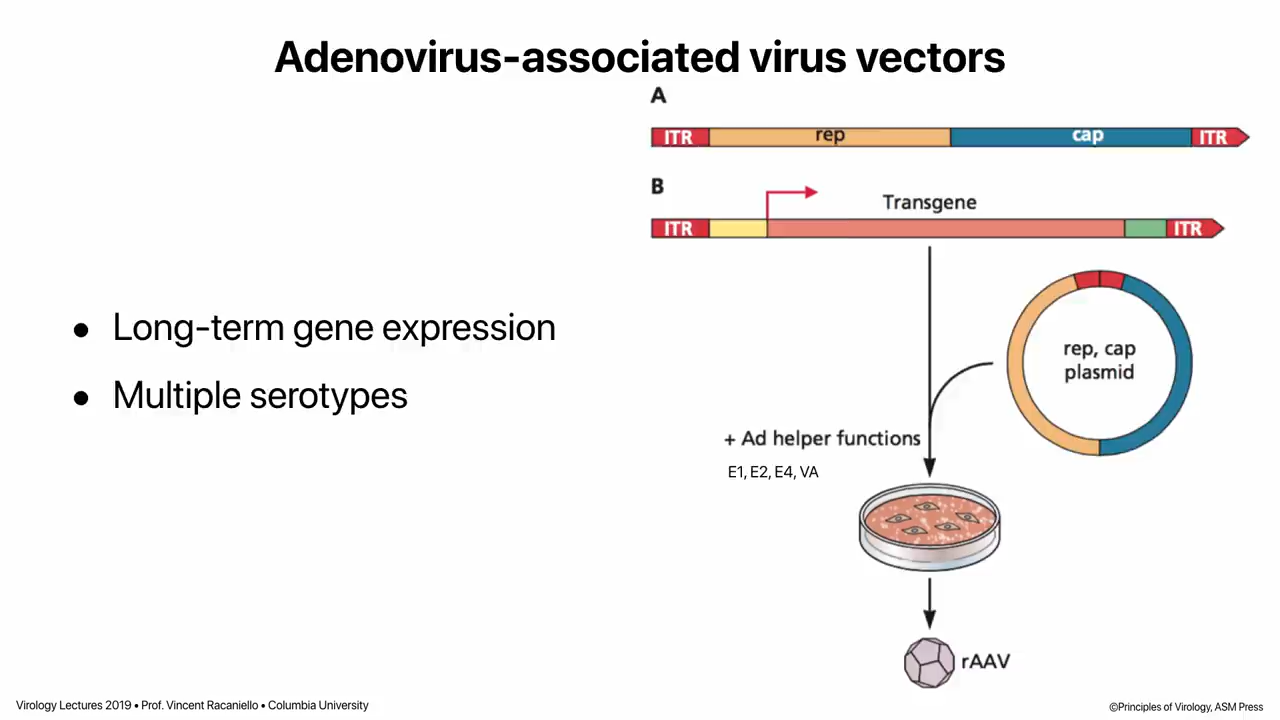 Adenovirus-associated virus vectors
A
ITR rep cap ITR
B
Transgene
ITR ITR
• Long-term gene expression
• Multiple serotypes
rep, cap
plasmid
+ Ad helper functions
E1, E2, E4, VA
rAAV
Virology Lectures 2019 • Prof. Vincent Racaniello • Columbia University
©Principles of Virology, ASM Press